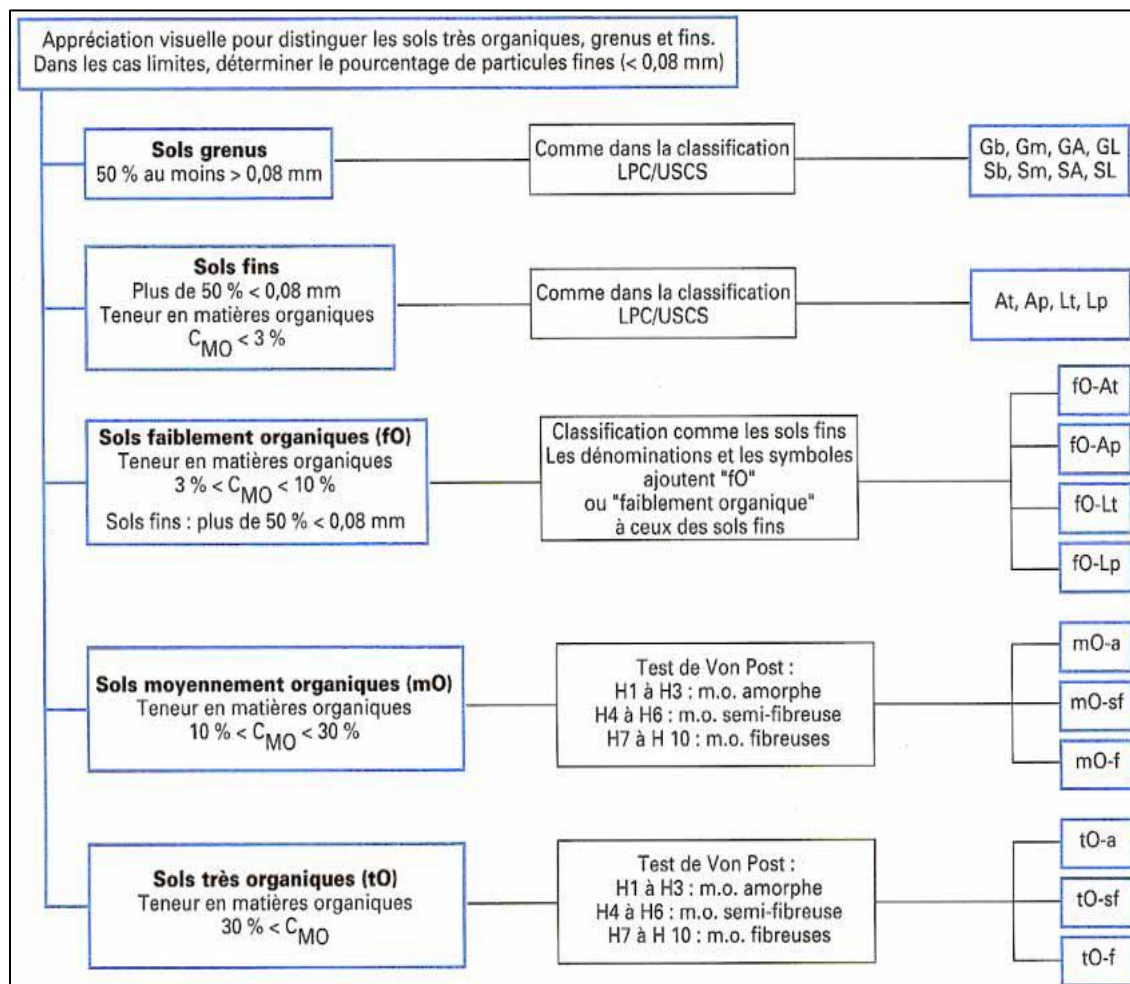 Appréciation visuelle pour distinguer les sols très organiques, grenus et fins.
Dans les cas limites, déterminer le pourcentage de particules fines (< 0,08 mm)
Sols grenus
50 % au moins > 0,08 mm
Comme dans la classification
LPC/USCS
Gb, Gm, GA, GL
Sb, Sm, SA, SL
Sols fins
Plus de 50 % < 0,08 mm
Teneur en matières organiques
CMO < 3 %
Comme dans la classification
LPC/USCS
At, Ap, Lt, Lp
Sols faiblement organiques (fO)
Teneur en matières organiques
3 % < CMO < 10 %
Sols fins : plus de 50 % < 0,08 mm
Classification comme les sols fins
Les dénominations et les symboles
ajoutent "fO"
ou "faiblement organique"
à ceux des sols fins
fO-At
fO-Ap
fO-Lt
fO-Lp
Sols moyennement organiques (mO)
Teneur en matières organiques
10 % < CMO < 30 %
Test de Von Post :
H1 à H3 : m.o. amorphe
H4 à H6 : m.o. semi-fibreuse
H7 à H 10 : m.o. fibreuses
mO-a
mO-sf
mO-f
Sols très organiques (tO)
Teneur en matières organiques
30 % < CMO
Test de Von Post :
H1 à H3 : m.o. amorphe
H4 à H6 : m.o. semi-fibreuse
H7 à H 10 : m.o. fibreuses
tO-a
tO-sf
tO-f